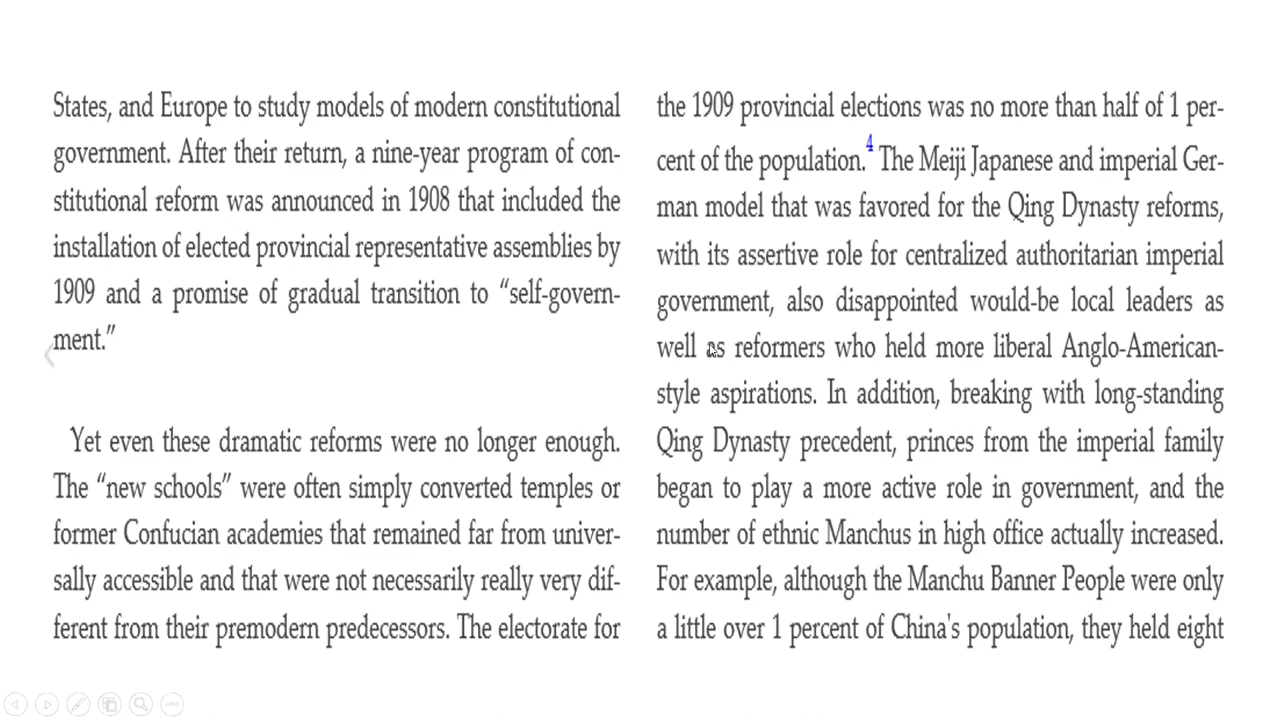 States, and Europe to study models of modern constitutional
government. After their return, a nine-year program of con-
stitutional reform was announced in 1908 that included the
installation of elected provincial representative assemblies by
1909 and a promise of gradual transition to “self-govern-
ment.”
Yet even these dramatic reforms were no longer enough.
The “new schools” were often simply converted temples or
former Confucian academies that remained far from univer-
sally accessible and that were not necessarily really very dif-
ferent from their premodern predecessors. The electorate for
the 1909 provincial elections was no more than half of 1 per-
cent of the population.4 The Meiji Japanese and imperial Ger-
man model that was favored for the Qing Dynasty reforms,
with its assertive role for centralized authoritarian imperial
government, also disappointed would-be local leaders as
well as reformers who held more liberal Anglo-American-
style aspirations. In addition, breaking with long-standing
Qing Dynasty precedent, princes from the imperial family
began to play a more active role in government, and the
number of ethnic Manchus in high office actually increased.
For example, although the Manchu Banner People were only
a little over 1 percent of China's population, they held eight